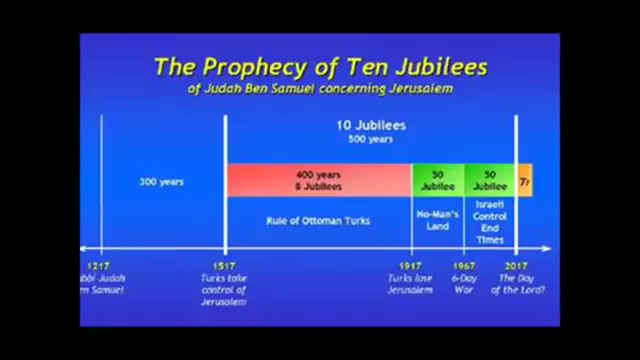 The Prophecy of Ten Jubilees
of Judah Ben Samuel concerning Jerusalem
10 Jubilees
500 years
300 years
400 years
8 Jubilees
50
Jubilee
50
Jubilee
7?
Rule of Ottoman Turks
No-Man's
Land
Israeli
Control
End
Times
1217
bbi Judah
en Samuel
1517
Turks take
control of
Jerusalem
1917
Turks lose
Jerusalem
1967
6-Day
War
2017
The Day
of the Lord?